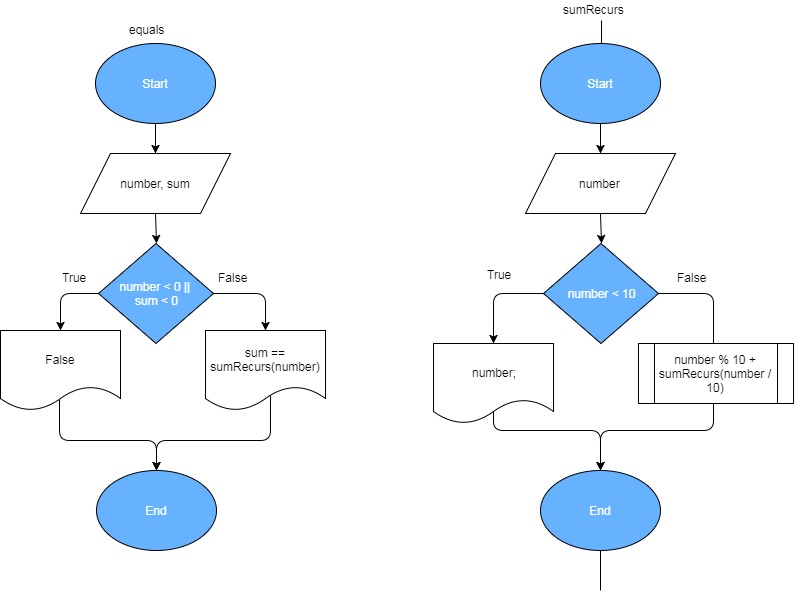 equals
Start
number, sum
number < 0 ||
sum < 0
True
False
False
sum ==
sumRecurs(number)
End
sumRecurs
Start
number
number < 10
True
False
number;
number % 10 +
sumRecurs(number /
10)
End